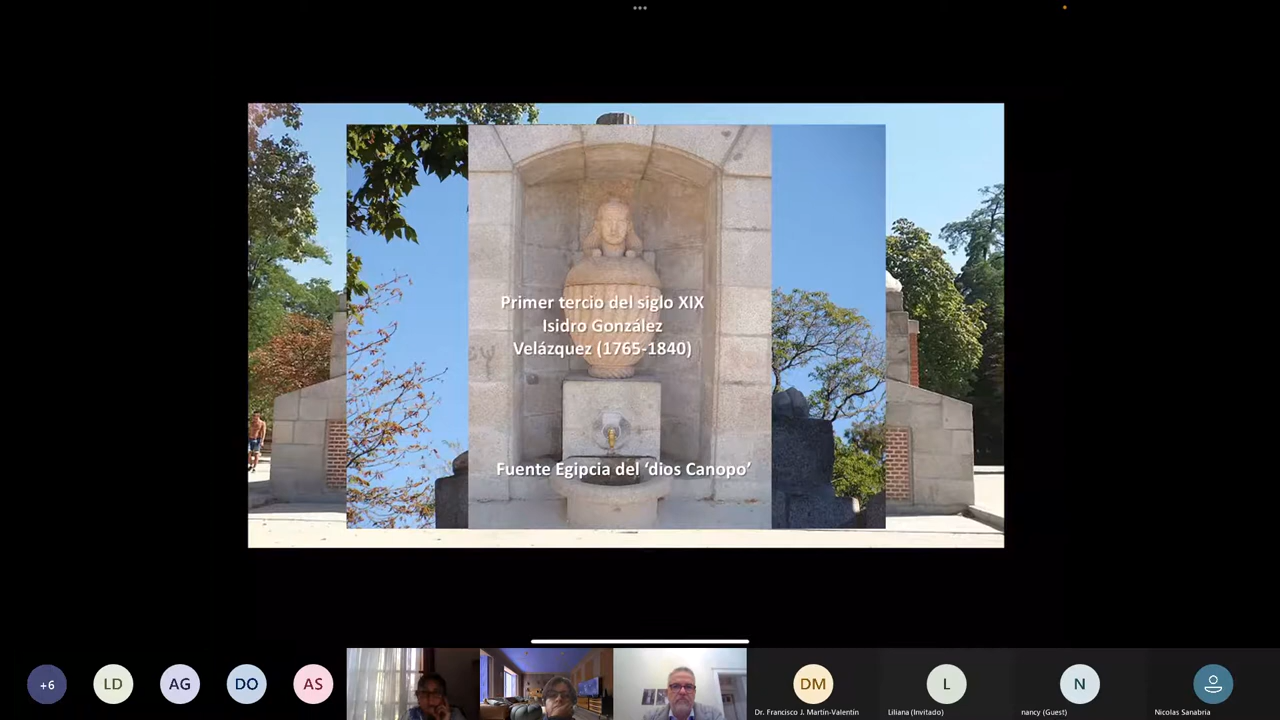 Primer tercio del siglo XIX
Isidro González
Velázquez (1765-1840)
Fuente Egipcia del ‘dios Canopo’
+6
LD
AG
DO
AS
DM
L
N
Dr. Francisco J. Martín-Valentín
Liliana (Invitado)
nancy (Guest)
Nicolas Sanabria